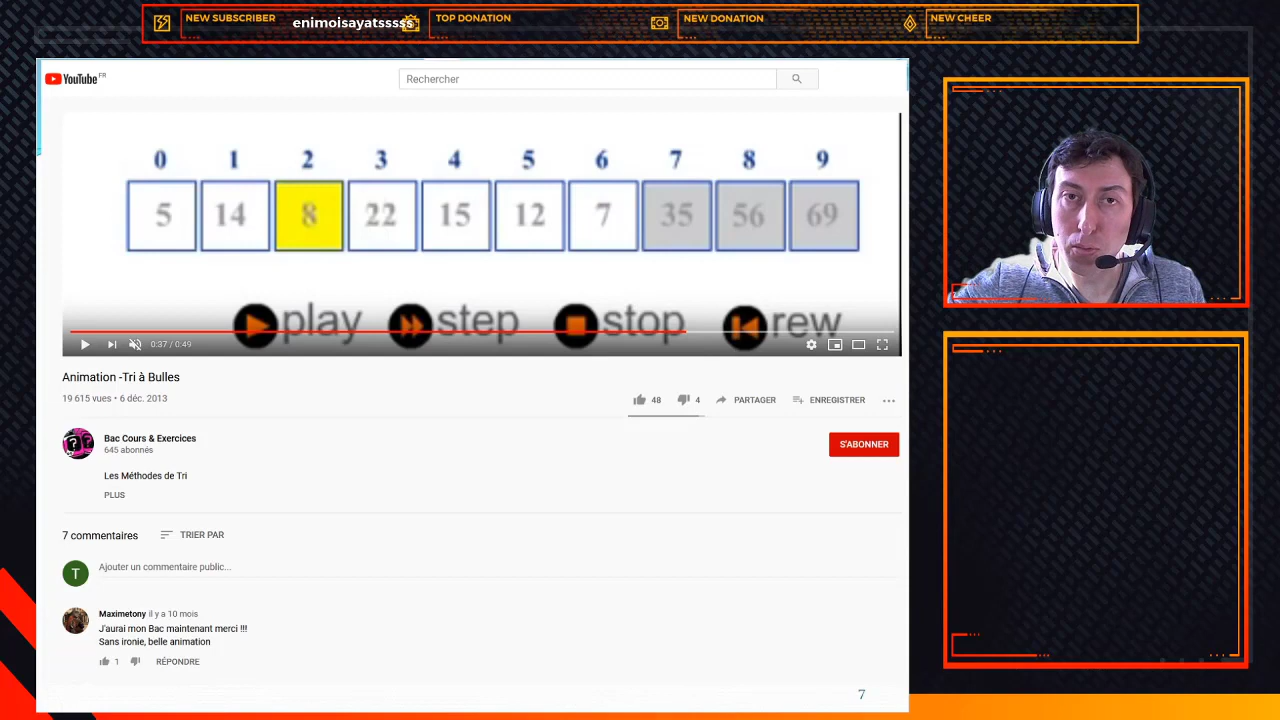 NEW SUBSCRIBER
enimoisayatsssss
TOP DONATION
NEW DONATION
NEW CHEER
YouTube FR
Rechercher
0 1 2 3 4 5 6 7 8 9
5 14 8 22 15 12 7 35 56 69
play step stop rew
0:37 / 0:49
Animation -Tri à Bulles
19 615 vues • 6 déc. 2013
48 4 PARTAGER ENREGISTRER
Bac Cours & Exercices
645 abonnés
S'ABONNER
Les Méthodes de Tri
PLUS
7 commentaires TRIER PAR
T
Ajouter un commentaire public...
Maximetony il y a 10 mois
J'aurai mon Bac maintenant merci !!!
Sans ironie, belle animation
1 RÉPONDRE
7